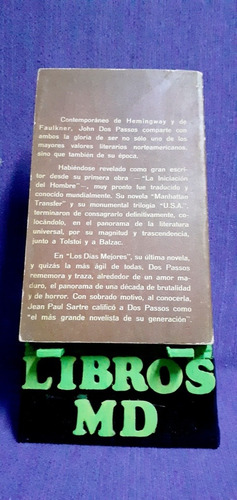 Contemporáneo de Hemingway y de
Faulkner, John Dos Passos comparte con
ambos la gloria de ser no sólo uno de los
mayores valores literarios norteamericanos,
sino que también de su época.
Habiéndose revelado como gran escri-
tor desde su primera obra —"La Iniciación
del Hombre"—, muy pronto fue traducido y
conocido mundialmente. Su novela "Manhattan
Transfer" y su monumental trilogía "U.S.A."
terminaron de consagrarlo definitivamente, co-
locándolo, en el panorama de la literatura
universal, por su magnitud y trascendencia,
junto a Tolstoi y a Balzac.
En "Los Días Mejores", su última novela,
y quizás la más ágil de todas, Dos Passos
rememora y traza, alrededor de un amor ma-
duro, el panorama de una década de brutalidad
y de horror. Con sobrado motivo, al conocerla,
Jean Paul Sartre calificó a Dos Passos como
"el más grande novelista de su generación".
LIBROS
MD